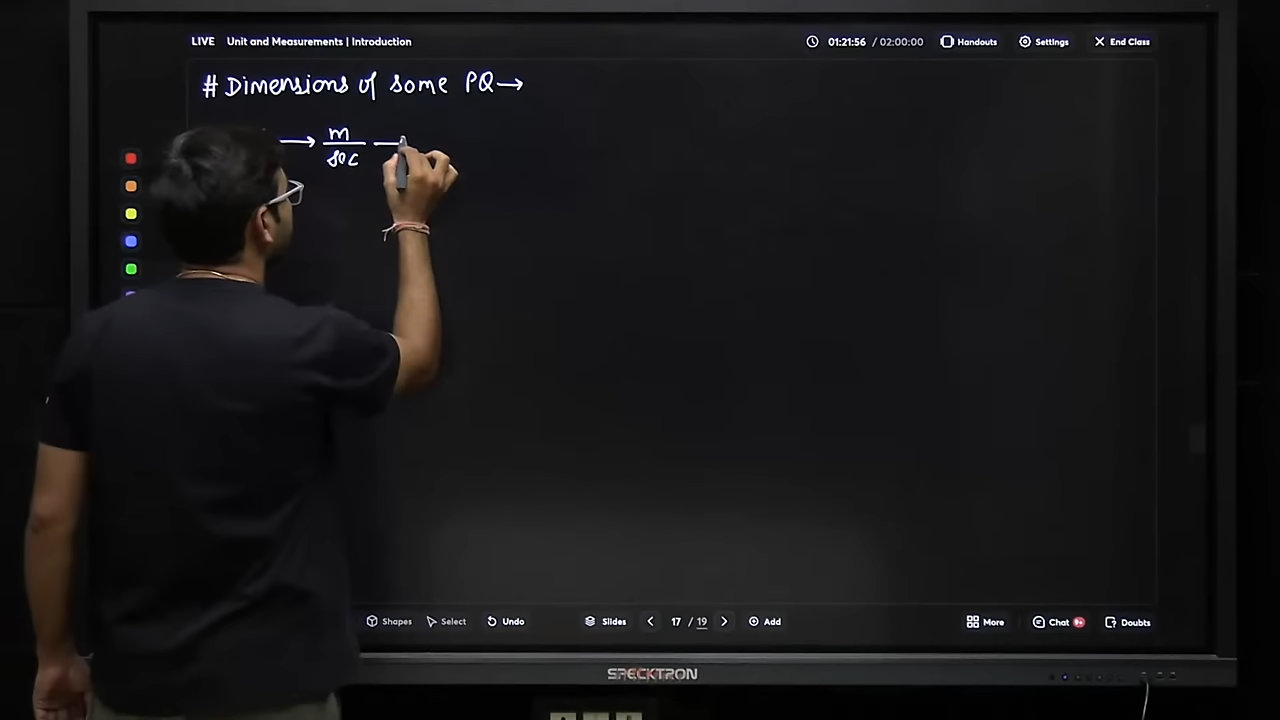 LIVE Unit and Measurements | Introduction 01:21:56 / 02:00:00 Handouts Settings End Class
# Dimensions of some PQ→
→ m/sec —
Shapes Select Undo Slides 17 / 19 Add More Chat 9+ Doubts
SPECKTRON